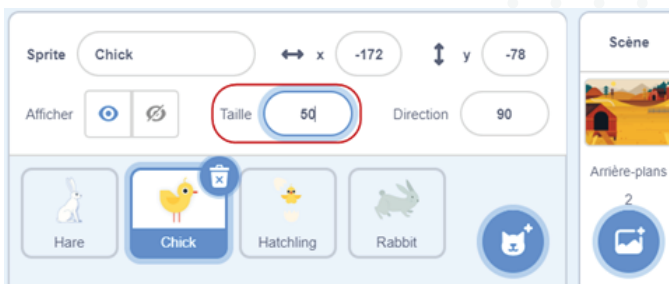 Sprite Chick x -172 y -78
Afficher Taille 50 Direction 90
Hare Chick Hatchling Rabbit
Scène
Arrière-plans
2